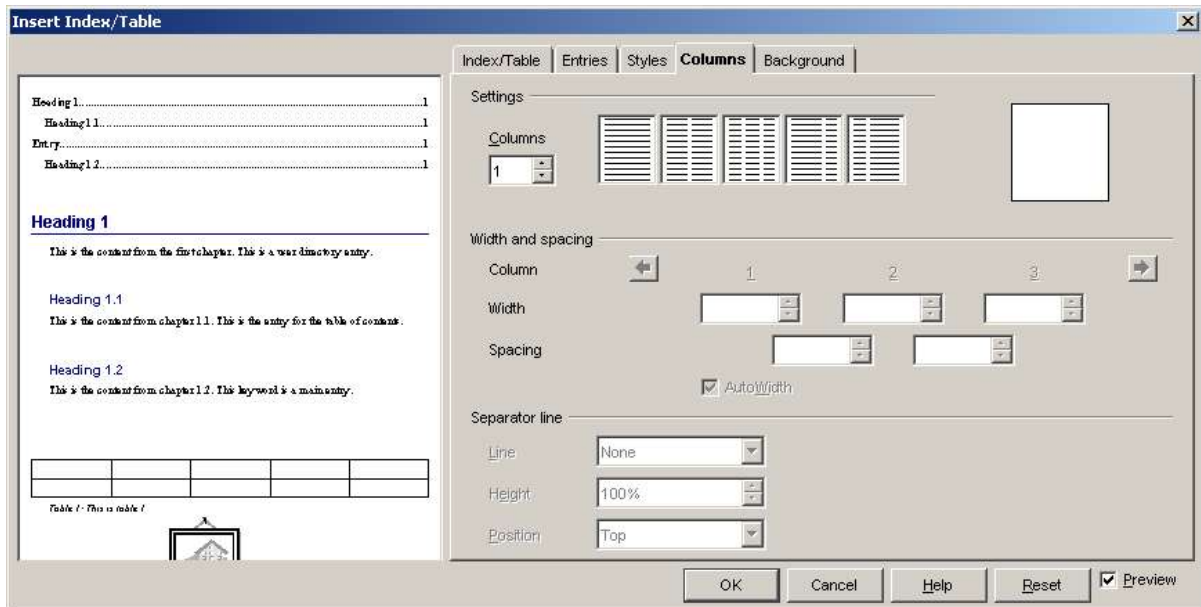 Insert Index/Table
Index/Table Entries Styles Columns Background
Heading 1..........1
Heading 1.1..........1
Entry..........1
Heading 1.2..........1
Heading 1
This is the content from the first chapter. This is a user directory entry.
Heading 1.1
This is the content from chapter 1.1. This is the entry for the table of contents.
Heading 1.2
This is the content from chapter 1.2. This keyword is a main entry.
Table 1 - This is table 1
Settings
Columns
1
Width and spacing
Column 1 2 3
Width
Spacing
AutoWidth
Separator line
Line None
Height 100%
Position Top
OK Cancel Help Reset Preview